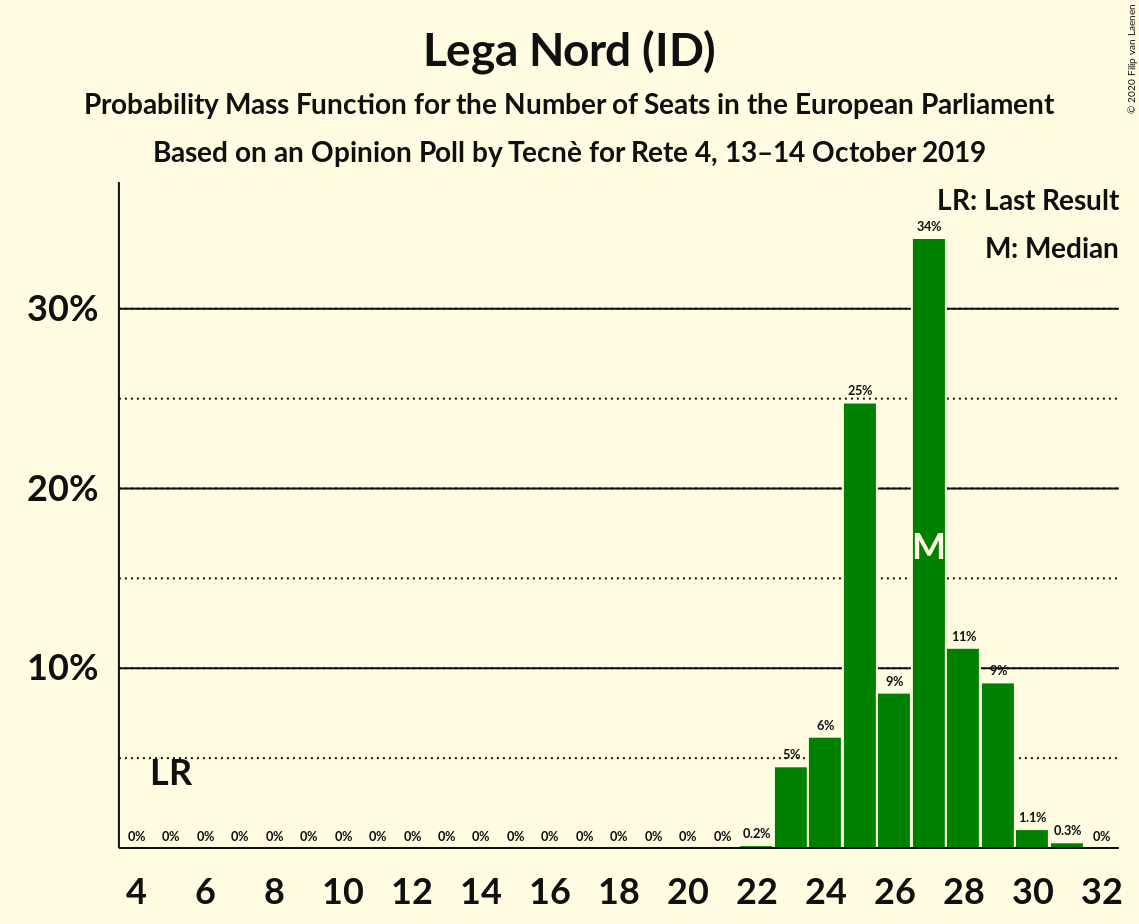 Lega Nord (ID)
Probability Mass Function for the Number of Seats in the European Parliament
Based on an Opinion Poll by Tecnè for Rete 4, 13–14 October 2019
© 2020 Filip van Laenen
LR: Last Result
M: Median
34%
30%
25%
20%
M
11%
10%
9%
9%
6%
5%
LR
0% 0% 0% 0% 0% 0% 0% 0% 0% 0% 0% 0% 0% 0% 0% 0% 0% 0% 0.2% 1.1% 0.3% 0%
4 6 8 10 12 14 16 18 20 22 24 26 28 30 32